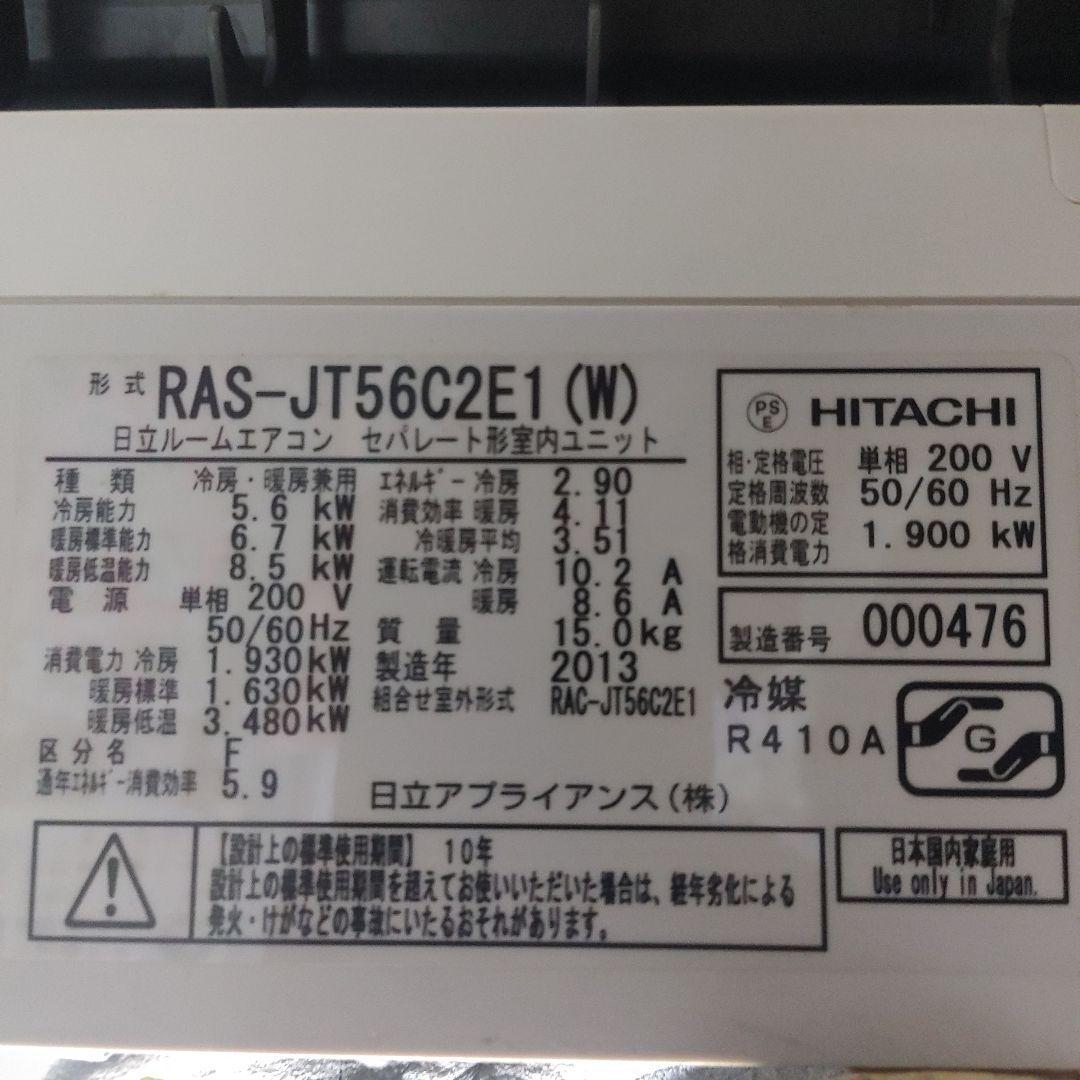 形式 RAS-JT56C2E1(W)
日立ルームエアコン セパレート形室内ユニット
種類 冷房・暖房兼用
冷房能力 5.6 kW
暖房標準能力 6.7 kW
暖房低温能力 8.5 kW
電源 単相 200 V
50/60Hz
消費電力 冷房 1.930kW
暖房標準 1.630kW
暖房低温 3.480kW
区分名 F
通年エネルギー消費効率 5.9
エネルギー 冷房 2.90
消費効率 暖房 4.11
冷暖房平均 3.51
運転電流 冷房 10.2 A
暖房 8.6 A
質量 15.0kg
製造年 2013
組合せ室外形式 RAC-JT56C2E1
日立アプライアンス(株)
PS
E
HITACHI
相・定格電圧 単相 200 V
定格周波数 50/60 Hz
電動機の定
格消費電力 1.900 kW
製造番号 000476
冷媒
R410A
G
【設計上の標準使用期間】 10年
設計上の標準使用期間を超えてお使いいただいた場合は、経年劣化による
発火・けがなどの事故にいたるおそれがあります。
日本国内家庭用
Use only in Japan.